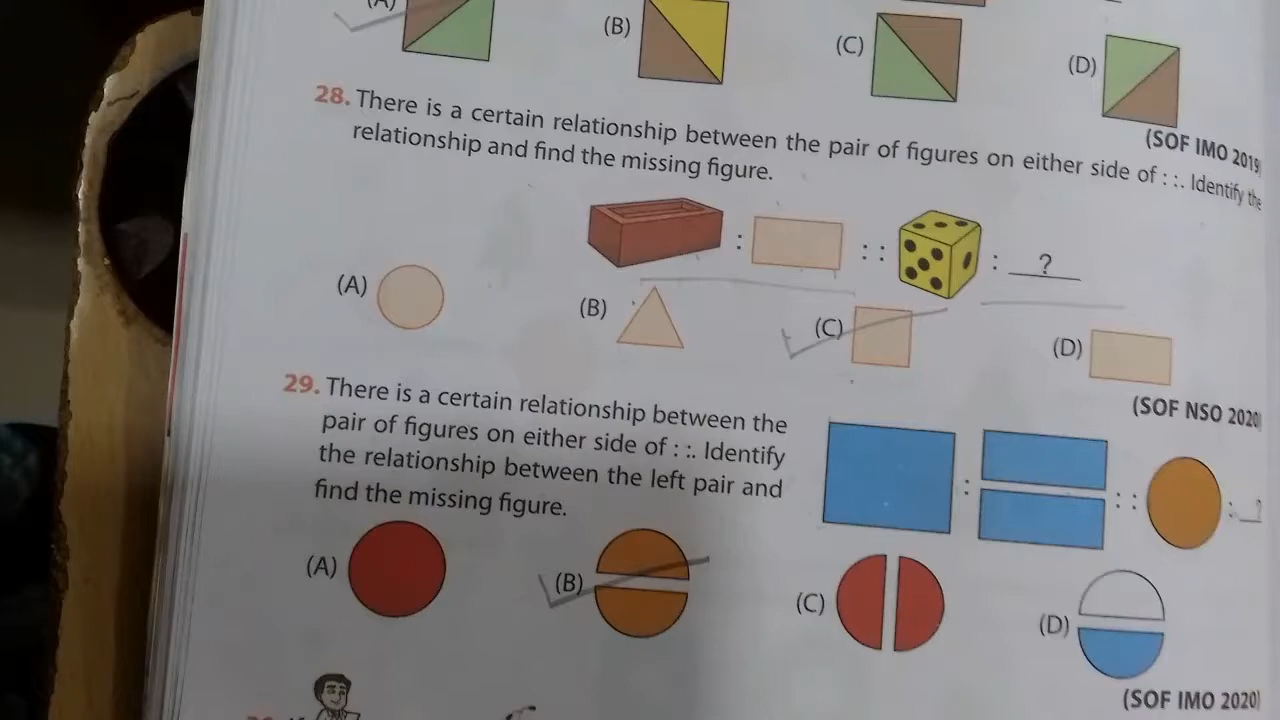 (A)
(B)
(C)
(D)
(SOF IMO 2019)
28. There is a certain relationship between the pair of figures on either side of : :. Identify the
relationship and find the missing figure.
: : : : ?
(A)
(B)
(C)
(D)
(SOF NSO 2020)
29. There is a certain relationship between the
pair of figures on either side of : :. Identify
the relationship between the left pair and
find the missing figure.
: : : :
(A)
(B)
(C)
(D)
(SOF IMO 2020)